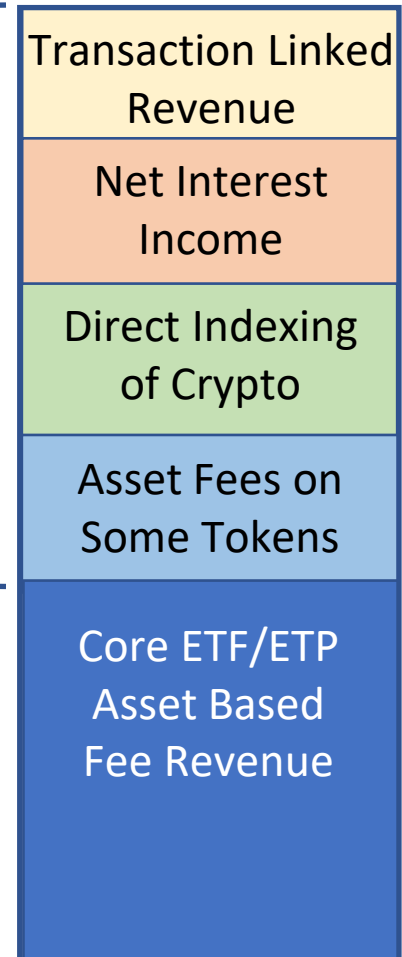 Transaction Linked
Revenue
Net Interest
Income
Direct Indexing
of Crypto
Asset Fees on
Some Tokens
Core ETF/ETP
Asset Based
Fee Revenue